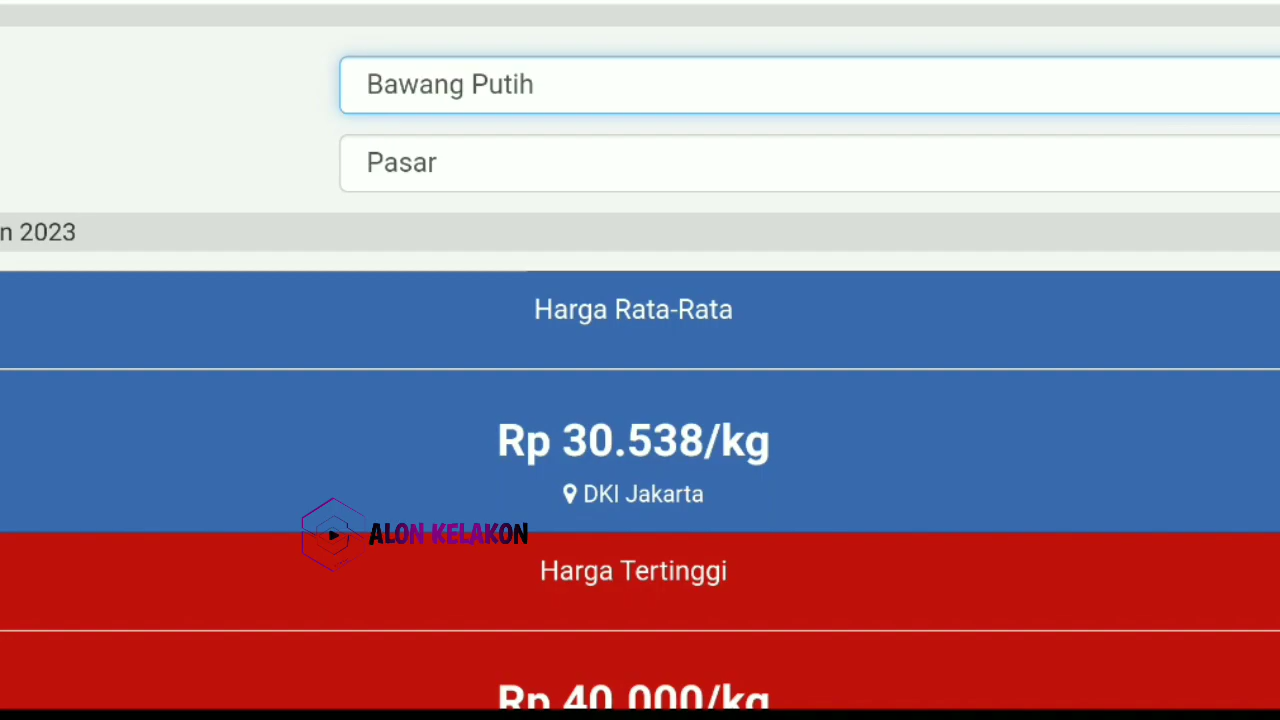 Bawang Putih
Pasar
n 2023
Harga Rata-Rata
Rp 30.538/kg
DKI Jakarta
ALON KELAKON
Harga Tertinggi
Rp 40.000/kg